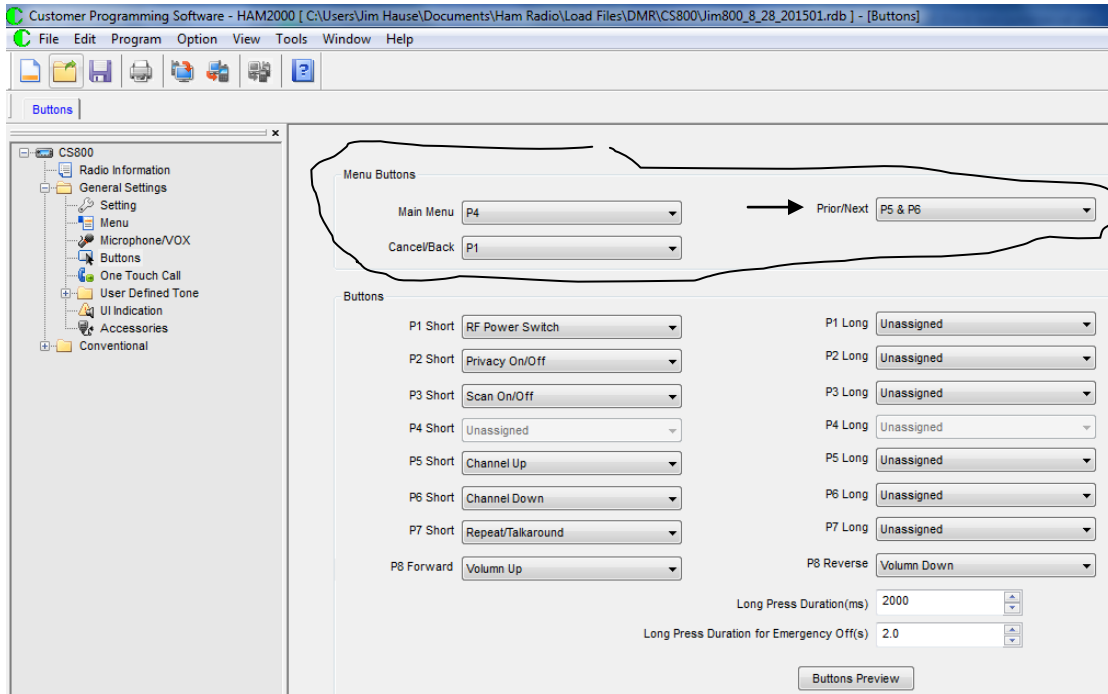 Customer Programming Software - HAM2000 [ C:\Users\Jim Hause\Documents\Ham Radio\Load Files\DMR\CS800\Jim800_8_28_201501.rdb ] - [Buttons]
File Edit Program Option View Tools Window Help
Buttons
x
CS800
Radio Information
General Settings
Setting
Menu
Microphone/VOX
Buttons
One Touch Call
User Defined Tone
UI Indication
Accessories
Conventional
Menu Buttons
Main Menu P4 Prior/Next P5 & P6
Cancel/Back P1
Buttons
P1 Short RF Power Switch P1 Long Unassigned
P2 Short Privacy On/Off P2 Long Unassigned
P3 Short Scan On/Off P3 Long Unassigned
P4 Short Unassigned P4 Long Unassigned
P5 Short Channel Up P5 Long Unassigned
P6 Short Channel Down P6 Long Unassigned
P7 Short Repeat/Talkaround P7 Long Unassigned
P8 Forward Volumn Up P8 Reverse Volumn Down
Long Press Duration(ms) 2000
Long Press Duration for Emergency Off(s) 2.0
Buttons Preview